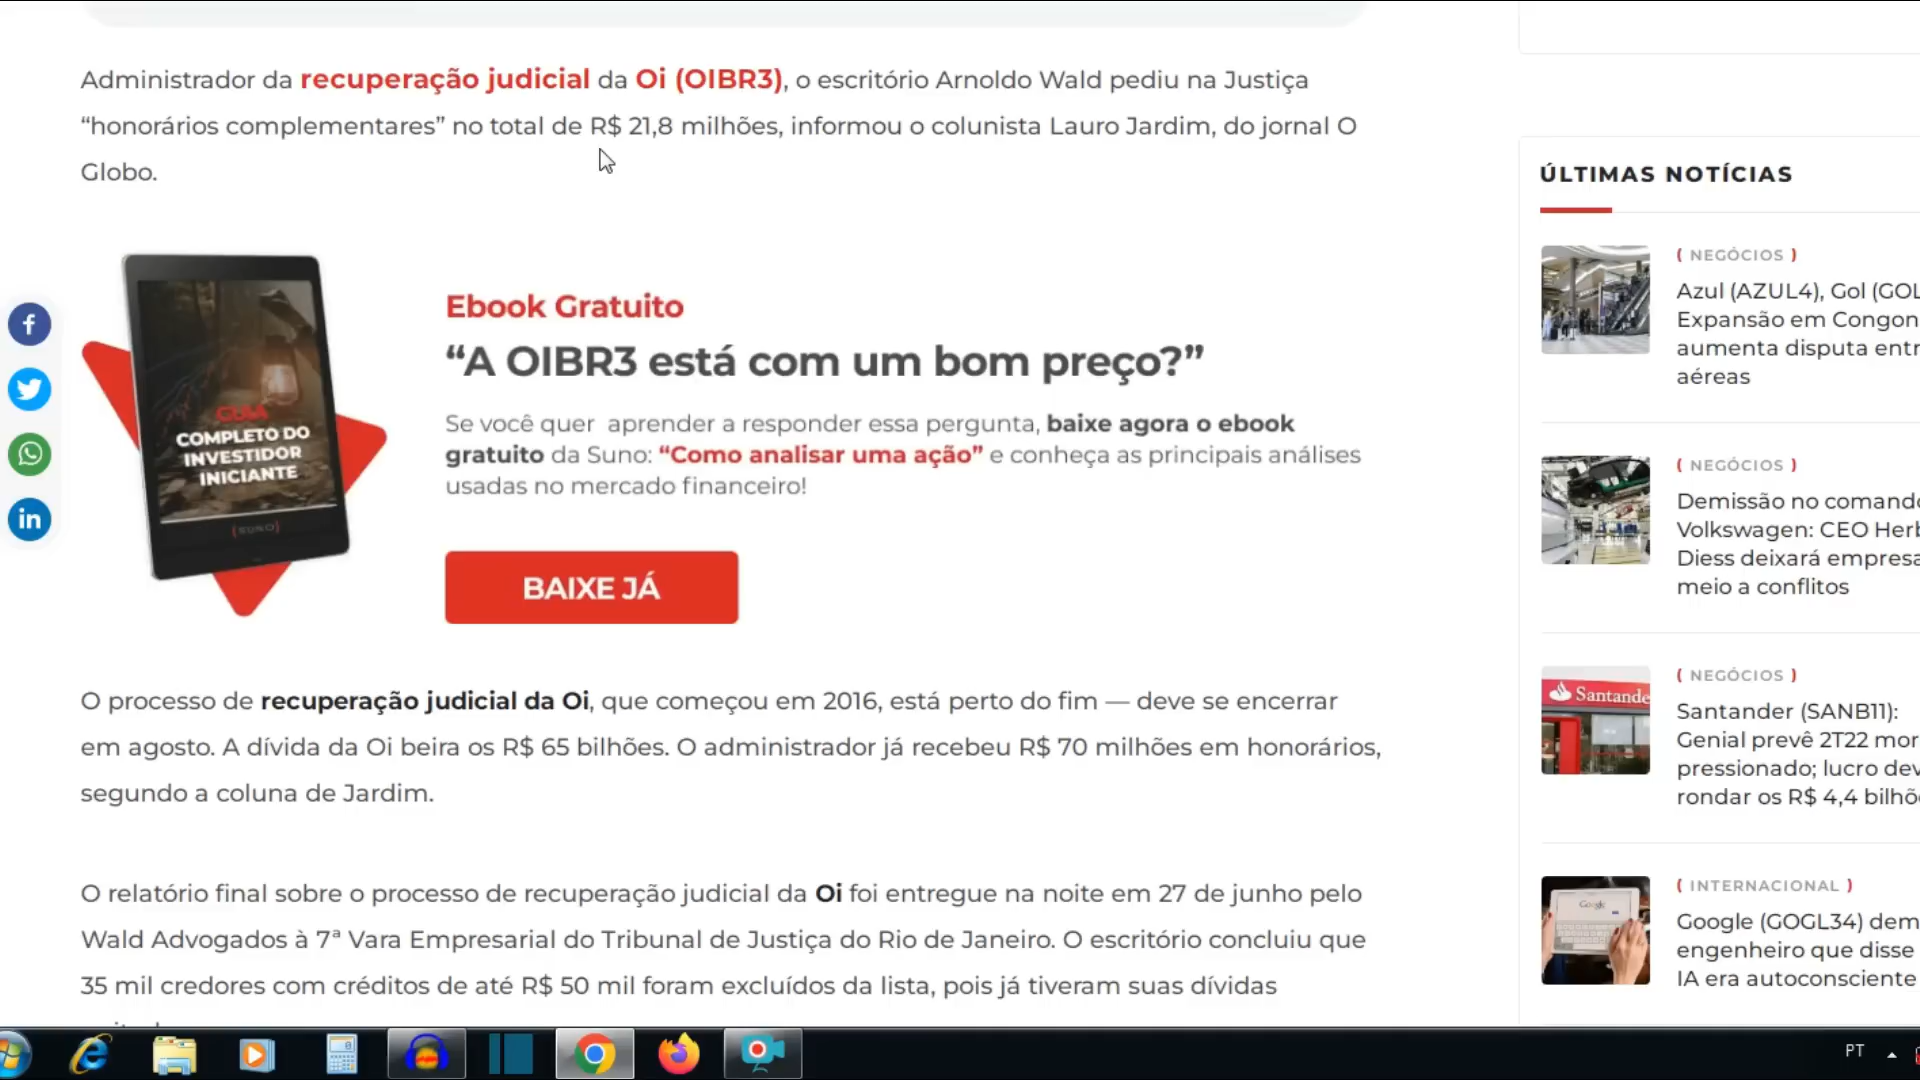 Administrador da recuperação judicial da Oi (OIBR3), o escritório Arnoldo Wald pediu na Justiça
“honorários complementares” no total de R$ 21,8 milhões, informou o colunista Lauro Jardim, do jornal O
Globo.
GUIA
COMPLETO DO
INVESTIDOR
INICIANTE
(SUNO)
Ebook Gratuito
“A OIBR3 está com um bom preço?”
Se você quer aprender a responder essa pergunta, baixe agora o ebook
gratuito da Suno: “Como analisar uma ação” e conheça as principais análises
usadas no mercado financeiro!
BAIXE JÁ
O processo de recuperação judicial da Oi, que começou em 2016, está perto do fim — deve se encerrar
em agosto. A dívida da Oi beira os R$ 65 bilhões. O administrador já recebeu R$ 70 milhões em honorários,
segundo a coluna de Jardim.
O relatório final sobre o processo de recuperação judicial da Oi foi entregue na noite em 27 de junho pelo
Wald Advogados à 7ª Vara Empresarial do Tribunal de Justiça do Rio de Janeiro. O escritório concluiu que
35 mil credores com créditos de até R$ 50 mil foram excluídos da lista, pois já tiveram suas dívidas
ÚLTIMAS NOTÍCIAS
( NEGÓCIOS )
Azul (AZUL4), Gol (GOL
Expansão em Congon
aumenta disputa entr
aéreas
( NEGÓCIOS )
Demissão no comando
Volkswagen: CEO Herb
Diess deixará empresa
meio a conflitos
Santande
( NEGÓCIOS )
Santander (SANB11):
Genial prevê 2T22 mor
pressionado; lucro dev
rondar os R$ 4,4 bilhõ
Google
( INTERNACIONAL )
Google (GOGL34) dem
engenheiro que disse
IA era autoconsciente
PT